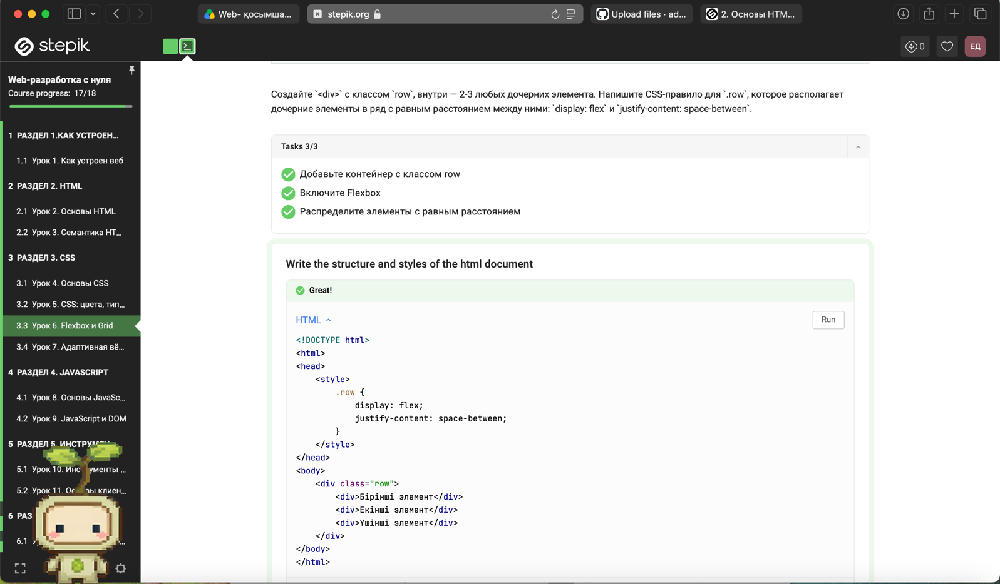 Web- қосымша...
stepik.org
Upload files · ad...
2. Основы HTM...
stepik
0
ЕД
Web-разработка с нуля
Course progress: 17/18
1 РАЗДЕЛ 1.КАК УСТРОЕН...
1.1 Урок 1. Как устроен веб
2 РАЗДЕЛ 2. HTML
2.1 Урок 2. Основы HTML
2.2 Урок 3. Семантика HT...
3 РАЗДЕЛ 3. CSS
3.1 Урок 4. Основы CSS
3.2 Урок 5. CSS: цвета, тип...
3.3 Урок 6. Flexbox и Grid
3.4 Урок 7. Адаптивная вё...
4 РАЗДЕЛ 4. JAVASCRIPT
4.1 Урок 8. Основы JavaSc...
4.2 Урок 9. JavaScript и DOM
5 РАЗДЕЛ 5.
5.1 Урок 10.
5.2 Урок 11.
6
6.1
Создайте `<div>` с классом `row`, внутри — 2-3 любых дочерних элемента. Напишите CSS-правило для `.row`, которое располагает
дочерние элементы в ряд с равным расстоянием между ними: `display: flex` и `justify-content: space-between`.
Tasks 3/3
Добавьте контейнер с классом row
Включите Flexbox
Распределите элементы с равным расстоянием
Write the structure and styles of the html document
Great!
HTML
Run
<!DOCTYPE html>
<html>
<head>
<style>
.row {
display: flex;
justify-content: space-between;
}
</style>
</head>
<body>
<div class="row">
<div>Бірінші элемент</div>
<div>Екінші элемент</div>
<div>Үшінші элемент</div>
</div>
</body>
</html>